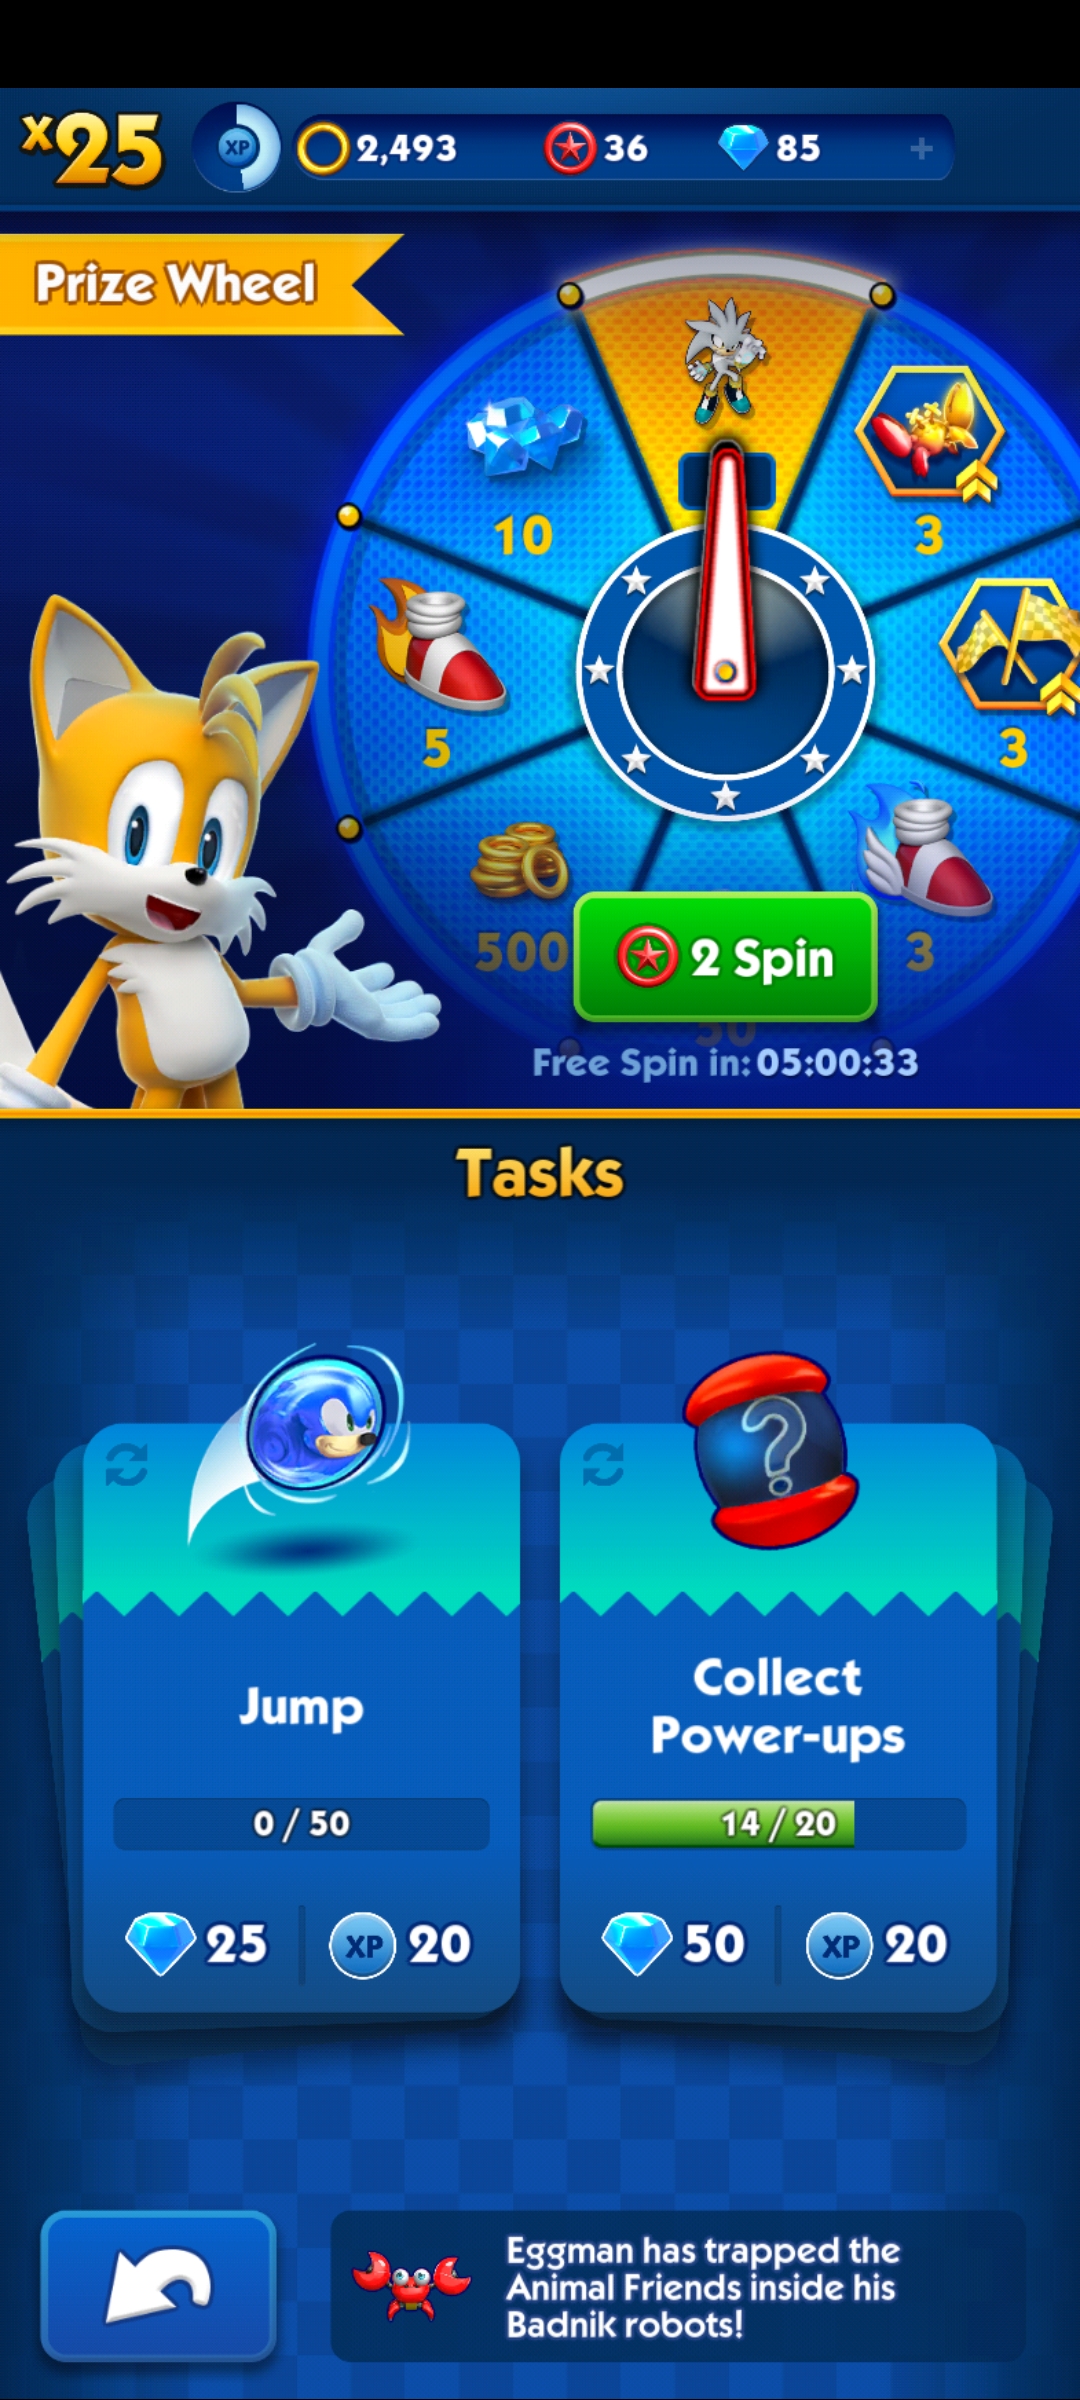 x25
XP
2,493
36
85
+
Prize Wheel
10
3
5
3
500
3
2 Spin
50
Free Spin in: 05:00:33
Tasks
?
Jump
Collect
Power-ups
0 / 50
14 / 20
25
XP 20
50
XP 20
Eggman has trapped the
Animal Friends inside his
Badnik robots!